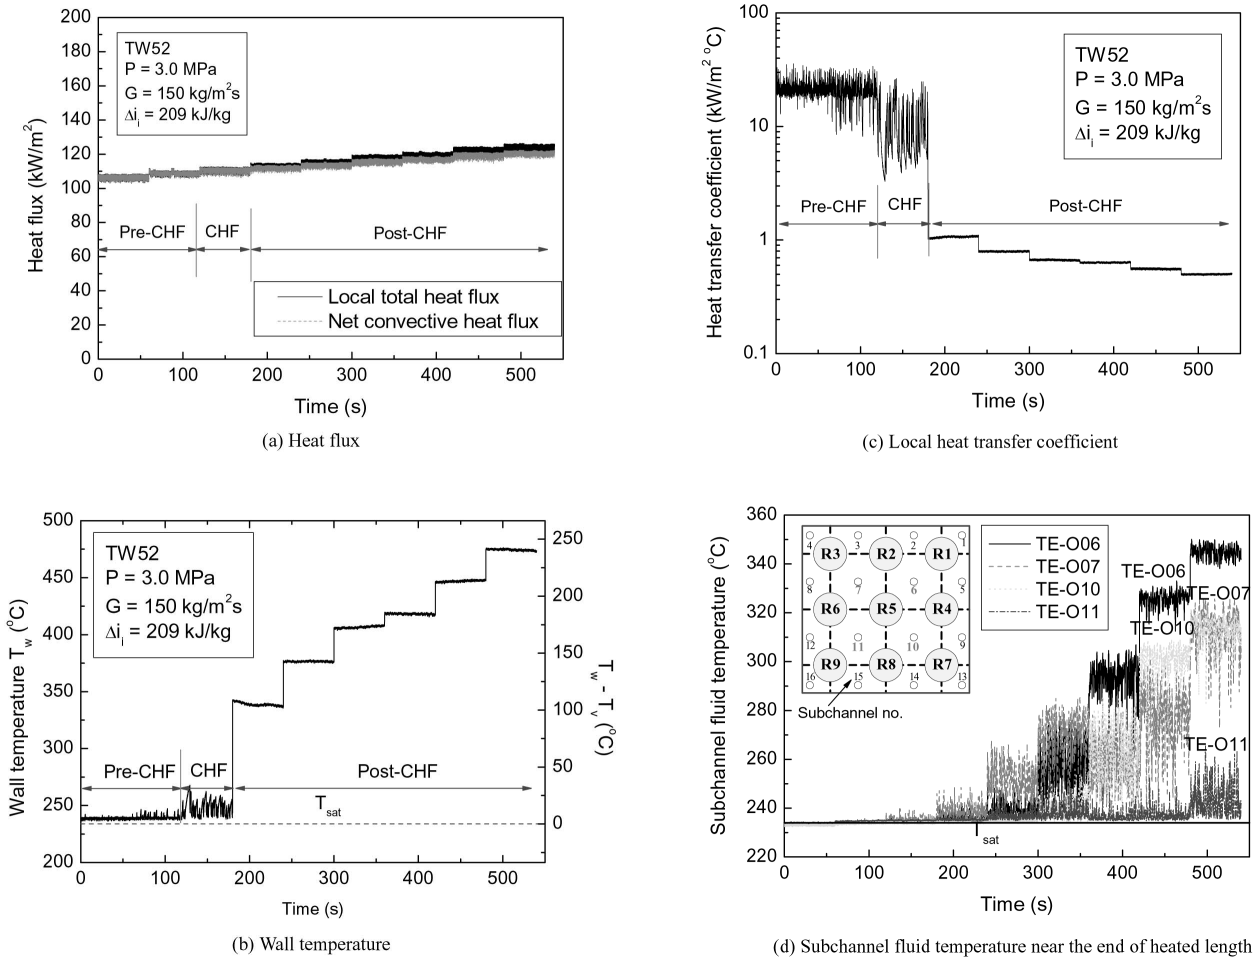 200
180
160
140
120
100
80
60
40
20
0
Heat flux (kW/m²)
TW52
P = 3.0 MPa
G = 150 kg/m²s
Δiᵢ = 209 kJ/kg
Pre-CHF
CHF
Post-CHF
Local total heat flux
Net convective heat flux
0 100 200 300 400 500
Time (s)
(a) Heat flux
100
10
1
0.1
Heat transfer coefficient (kW/m² °C)
TW52
P = 3.0 MPa
G = 150 kg/m²s
Δiᵢ = 209 kJ/kg
Pre-CHF
CHF
Post-CHF
0 100 200 300 400 500
Time (s)
(c) Local heat transfer coefficient
500
450
400
350
300
250
200
Wall temperature T_w (°C)
TW52
P = 3.0 MPa
G = 150 kg/m²s
Δiᵢ = 209 kJ/kg
Pre-CHF
CHF
Post-CHF
T_sat
250
200
150
100
50
0
T_w - T_v (°C)
0 100 200 300 400 500
Time (s)
(b) Wall temperature
360
340
320
300
280
260
240
220
Subchannel fluid temperature (°C)
4 3 2 1
R3 R2 R1
8 7 6 5
R6 R5 R4
12 11 10 9
R9 R8 R7
16 15 14 13
Subchannel no.
TE-O06
TE-O07
TE-O10
TE-O11
TE-O06
TE-O07
TE-O10
TE-O11
T_sat
0 100 200 300 400 500
Time (s)
(d) Subchannel fluid temperature near the end of heated length